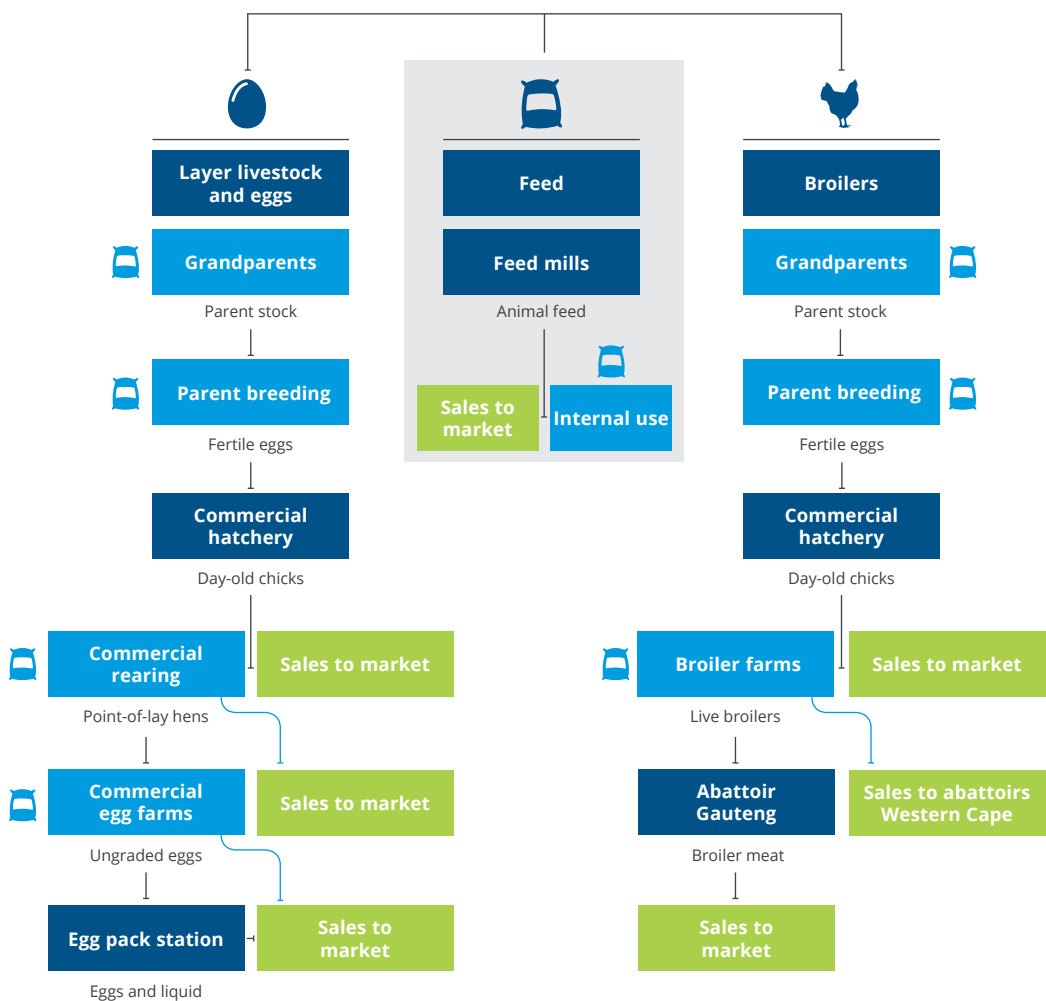 Layer livestock
and eggs
Grandparents
Parent stock
Parent breeding
Fertile eggs
Commercial
hatchery
Day-old chicks
Commercial
rearing
Sales to market
Point-of-lay hens
Commercial
egg farms
Sales to market
Ungraded eggs
Egg pack station
Sales to
market
Eggs and liquid
Feed
Feed mills
Animal feed
Sales to
market
Internal use
Broilers
Grandparents
Parent stock
Parent breeding
Fertile eggs
Commercial
hatchery
Day-old chicks
Broiler farms
Sales to market
Live broilers
Abattoir
Gauteng
Sales to abattoirs
Western Cape
Broiler meat
Sales to
market